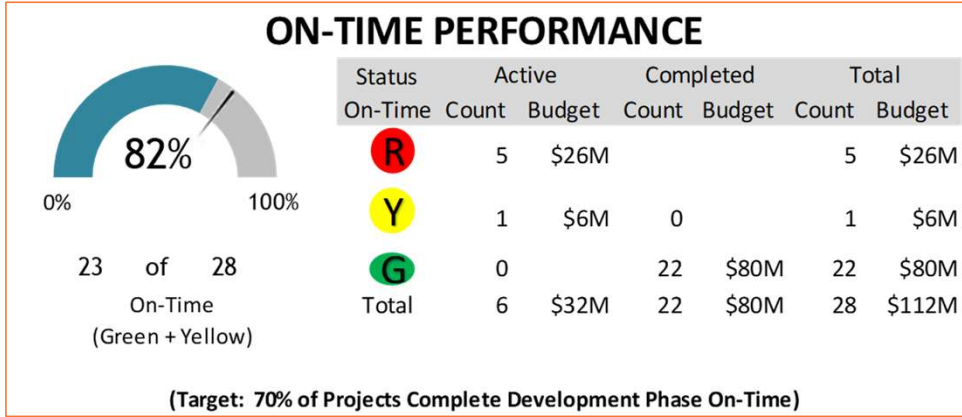 ON-TIME PERFORMANCE
82%
0% 100%
23 of 28
On-Time
(Green + Yellow)
Status Active Completed Total
On-Time Count Budget Count Budget Count Budget
R 5 $26M 5 $26M
Y 1 $6M 0 1 $6M
G 0 22 $80M 22 $80M
Total 6 $32M 22 $80M 28 $112M
(Target: 70% of Projects Complete Development Phase On-Time)